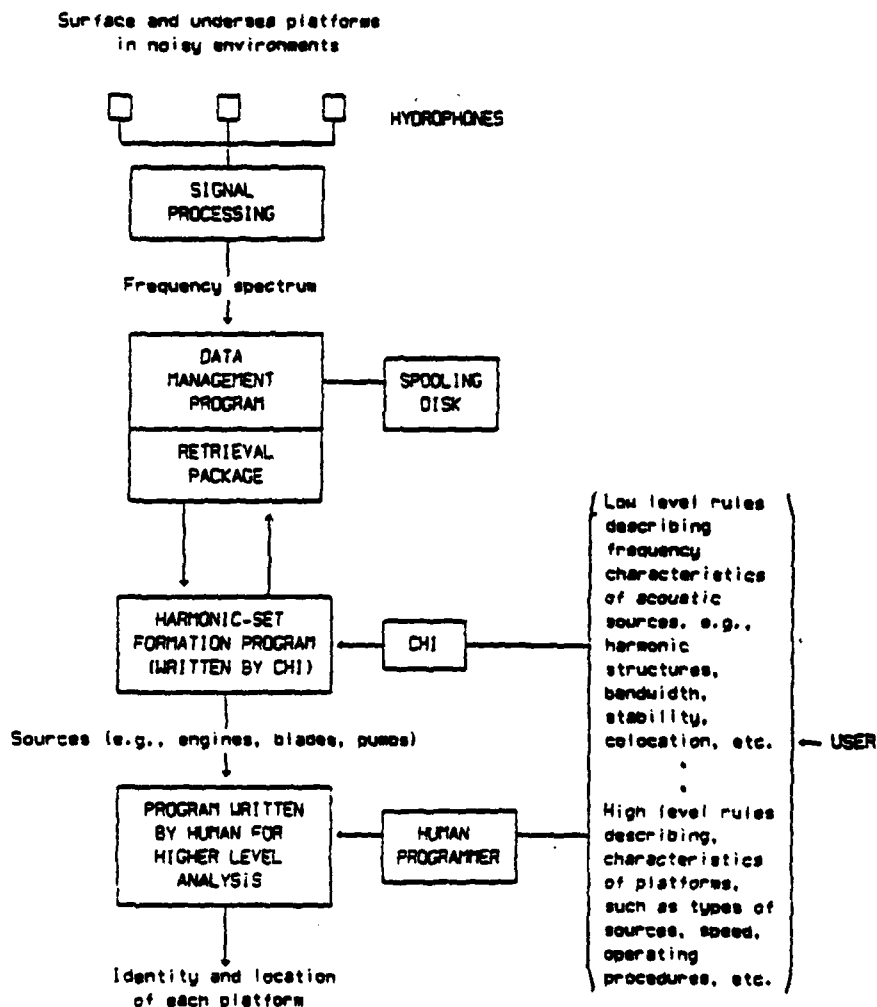 Surface and undersea platforms
in noisy environments
HYDROPHONES
SIGNAL
PROCESSING
Frequency spectrum
DATA
MANAGEMENT
PROGRAM
SPOOLING
DISK
RETRIEVAL
PACKAGE
Low level rules
describing
frequency
characteristics
of acoustic
sources, e.g.,
harmonic
structures,
bandwidth,
stability,
colocation, etc.
HARMONIC-SET
FORMATION PROGRAM
(WRITTEN BY CHI)
CHI
USER
Sources (e.g., engines, blades, pumps)
PROGRAM WRITTEN
BY HUMAN FOR
HIGHER LEVEL
ANALYSIS
HUMAN
PROGRAMMER
High level rules
describing,
characteristics
of platforms,
such as types of
sources, speed,
operating
procedures, etc.
Identity and location
of each platform